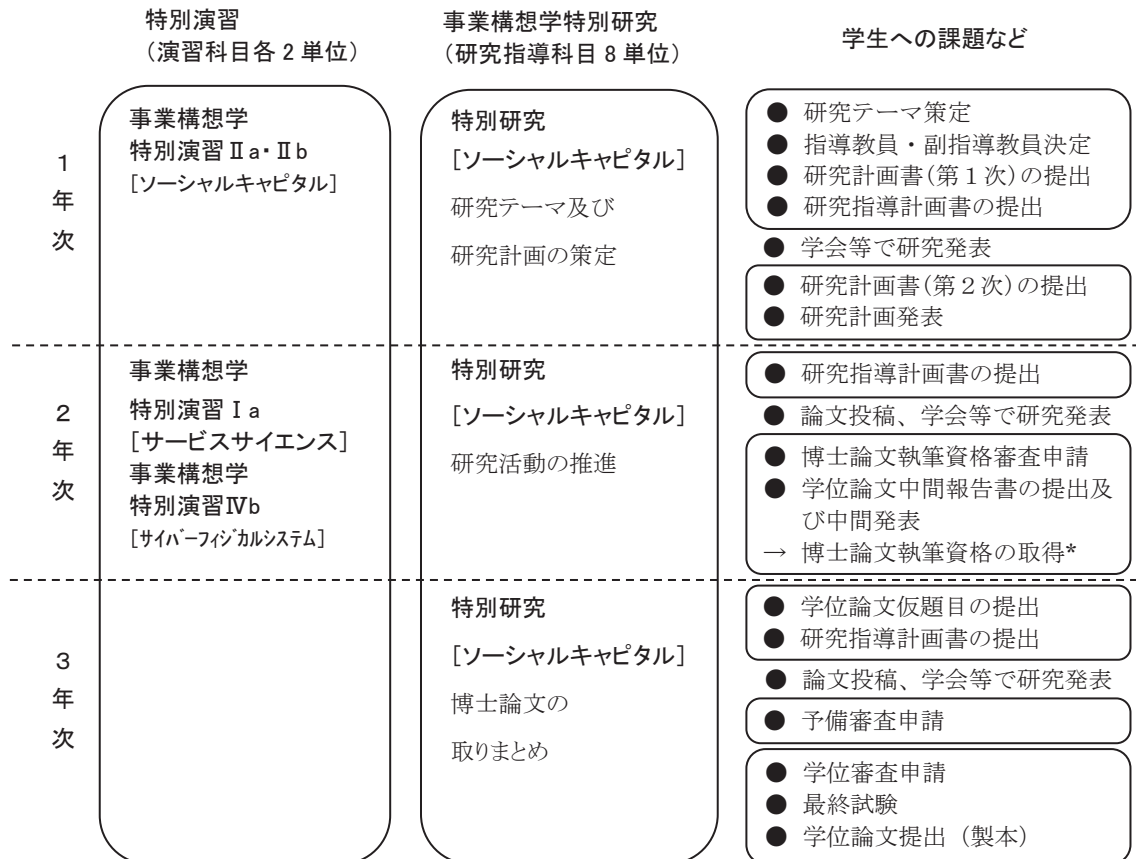 特別演習
（演習科目各２単位）
事業構想学特別研究
（研究指導科目８単位）
学生への課題など
１年次
事業構想学
特別演習Ⅱa・Ⅱb
[ソーシャルキャピタル]
特別研究
[ソーシャルキャピタル]
研究テーマ及び
研究計画の策定
● 研究テーマ策定
● 指導教員・副指導教員決定
● 研究計画書(第１次)の提出
● 研究指導計画書の提出
● 学会等で研究発表
● 研究計画書(第２次)の提出
● 研究計画発表
２年次
事業構想学
特別演習Ⅰa
[サービスサイエンス]
事業構想学
特別演習Ⅳb
[ｻｲﾊﾞｰﾌｨｼﾞｶﾙｼｽﾃﾑ]
特別研究
[ソーシャルキャピタル]
研究活動の推進
● 研究指導計画書の提出
● 論文投稿、学会等で研究発表
● 博士論文執筆資格審査申請
● 学位論文中間報告書の提出及
び中間発表
→ 博士論文執筆資格の取得*
３年次
特別研究
[ソーシャルキャピタル]
博士論文の
取りまとめ
● 学位論文仮題目の提出
● 研究指導計画書の提出
● 論文投稿、学会等で研究発表
● 予備審査申請
● 学位審査申請
● 最終試験
● 学位論文提出（製本）